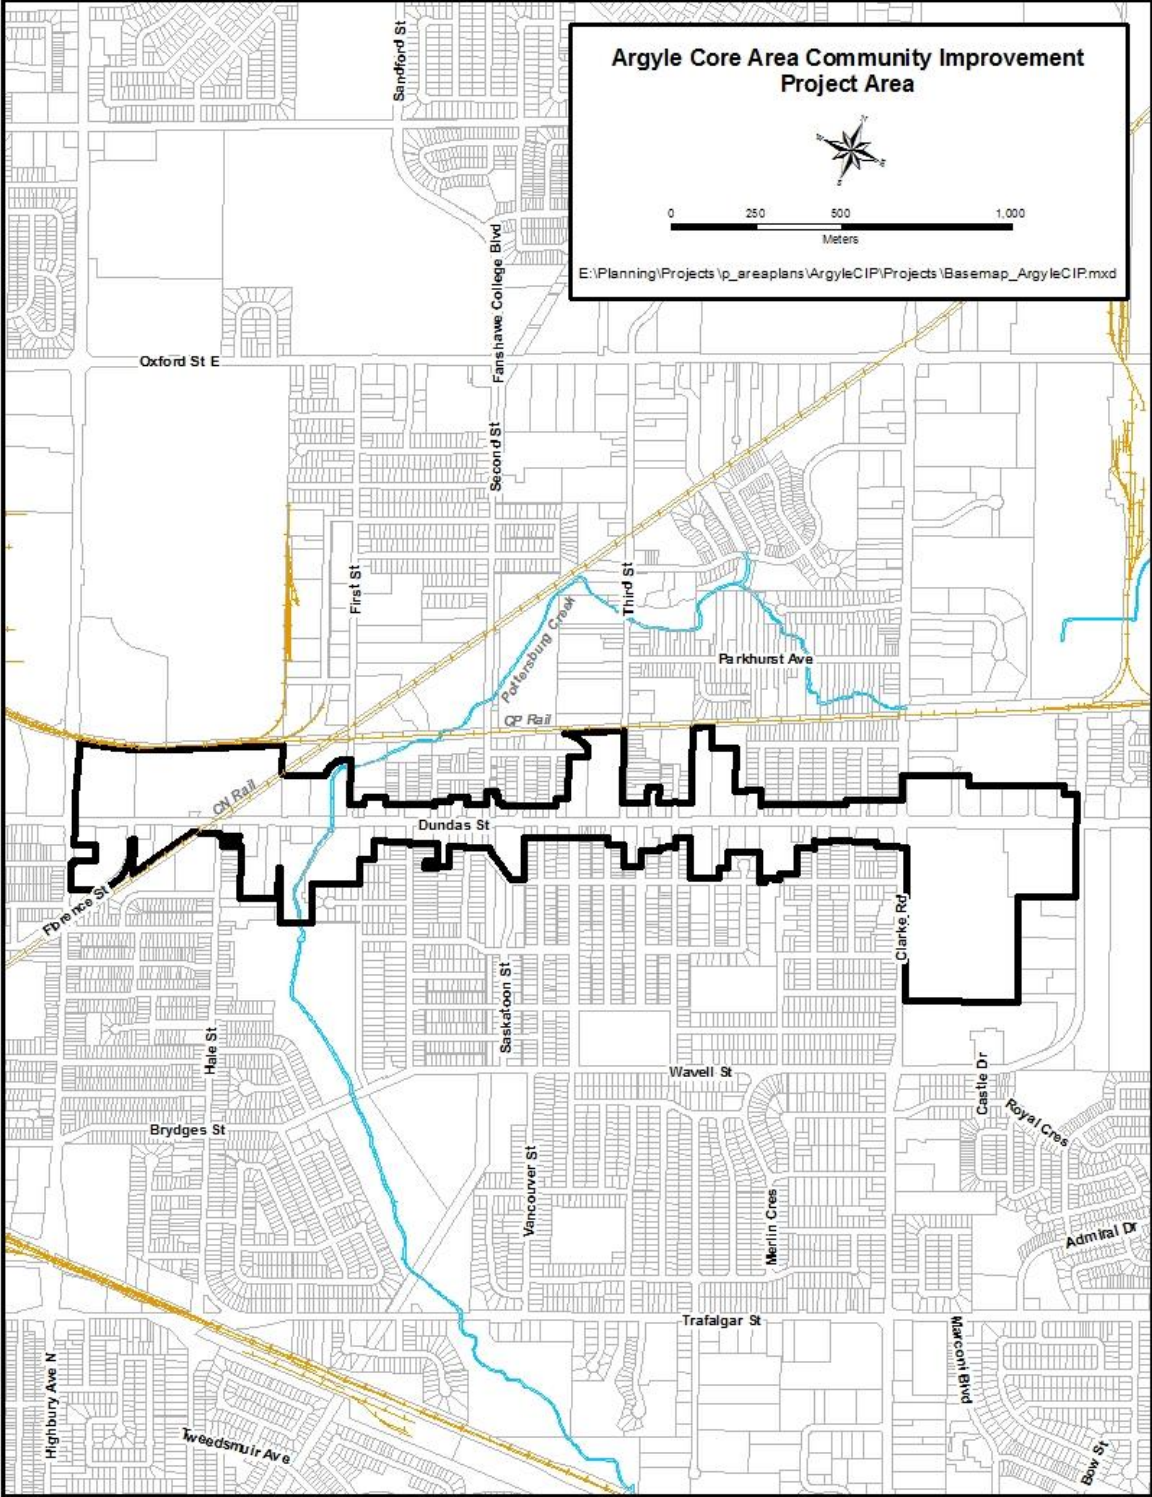 Sandford St
Argyle Core Area Community Improvement
Project Area
N
W
E
S
0 250 500 1,000
Meters
E:\Planning\Projects\p_areaplans\ArgyleCIP\Projects\Basemap_ArgyleCIP.mxd
Fanshawe College Blvd
Oxford St E
Second St
First St
Third St
Pottersburg Creek
Parkhurst Ave
CP Rail
CN Rail
Dundas St
Florence St
Clarke Rd
Saskatoon St
Hale St
Wavell St
Castle Dr
Royal Cres
Brydges St
Vancouver St
Merlin Cres
Admiral Dr
Trafalgar St
Marconi Blvd
Highbury Ave N
Tweedsmuir Ave
Bow St